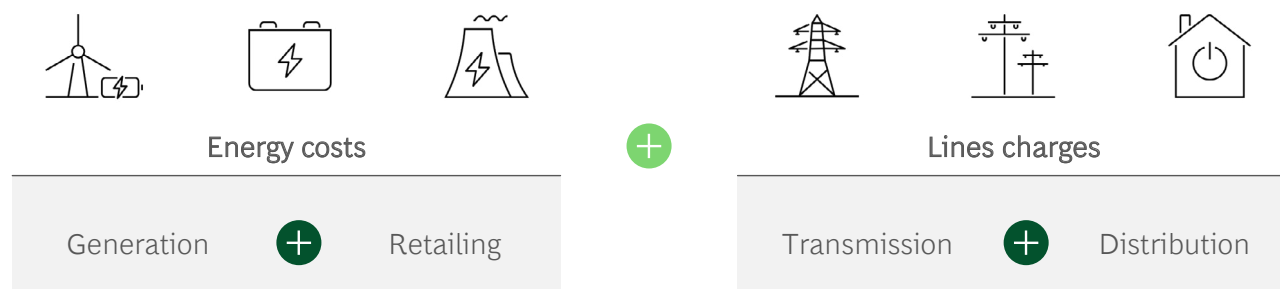 Energy costs
Lines charges
Generation
Retailing
Transmission
Distribution